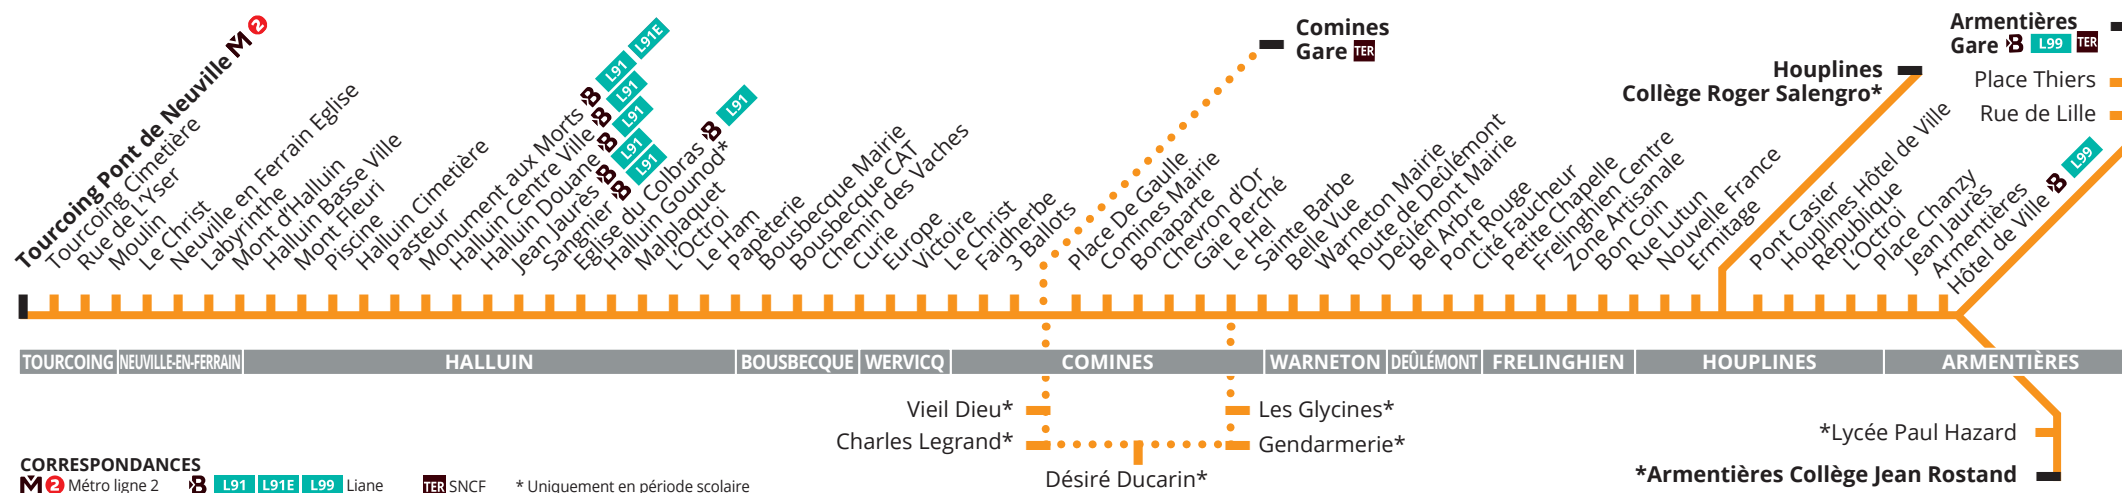 Tourcoing Pont de Neuville M 2
Tourcoing Cimetière
Rue de L'Yser
Moulin
Le Christ
Neuville en Ferrain Eglise
Labyrinthe
Mont d'Halluin
Halluin Basse Ville
Mont Fleuri
Piscine
Halluin Cimetière
Pasteur
Monument aux Morts B L91 L91E
Halluin Centre Ville B L91
Halluin Douane B L91
Jean Jaurès B L91
Sangnier B L91
Eglise du Colbras B L91
Halluin Gounod*
Malplaquet
L'Octroi
Le Ham
Papèterie
Bousbecque Mairie
Bousbecque CAT
Chemin des Vaches
Curie
Europe
Victoire
Le Christ
Faidherbe
3 Ballots
Comines
Gare TER
Place De Gaulle
Comines Mairie
Bonaparte
Chevron d'Or
Gaie Perché
Le Hel
Sainte Barbe
Belle Vue
Warneton Mairie
Route de Deûlémont
Deûlémont Mairie
Bel Arbre
Pont Rouge
Cité Faucheur
Petite Chapelle
Frelinghien Centre
Zone Artisanale
Bon Coin
Rue Lutun
Nouvelle France
Ermitage
Houplines
Collège Roger Salengro*
Pont Casier
Houplines Hôtel de Ville
République
L'Octroi
Place Chanzy
Jean Jaurès
Armentières
Hôtel de Ville B L99
Armentières
Gare B L99 TER
Place Thiers
Rue de Lille
TOURCOING
NEUVILLE-EN-FERRAIN
HALLUIN
BOUSBECQUE
WERVICQ
COMINES
WARNETON
DEÛLÉMONT
FRELINGHIEN
HOUPLINES
ARMENTIÈRES
Vieil Dieu*
Charles Legrand*
Désiré Ducarin*
Les Glycines*
Gendarmerie*
*Lycée Paul Hazard
*Armentières Collège Jean Rostand
CORRESPONDANCES
M 2 Métro ligne 2 B L91 L91E L99 Liane TER SNCF * Uniquement en période scolaire